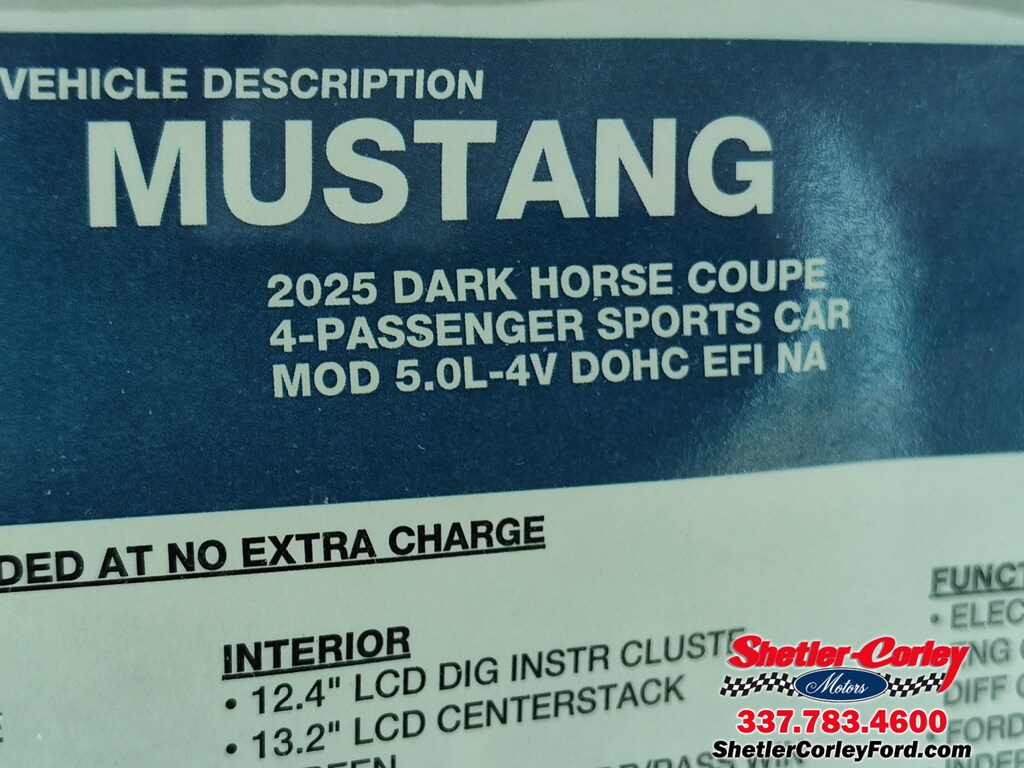 VEHICLE DESCRIPTION
MUSTANG
2025 DARK HORSE COUPE
4-PASSENGER SPORTS CAR
MOD 5.0L-4V DOHC EFI NA
DED AT NO EXTRA CHARGE
INTERIOR
• 12.4" LCD DIG INSTR CLUSTE
• 13.2" LCD CENTERSTACK
FUNCT
• ELEC
ENG
DIFF
• FORD
Shetler-Corley
Motors
337.783.4600
ShetlerCorleyFord.com